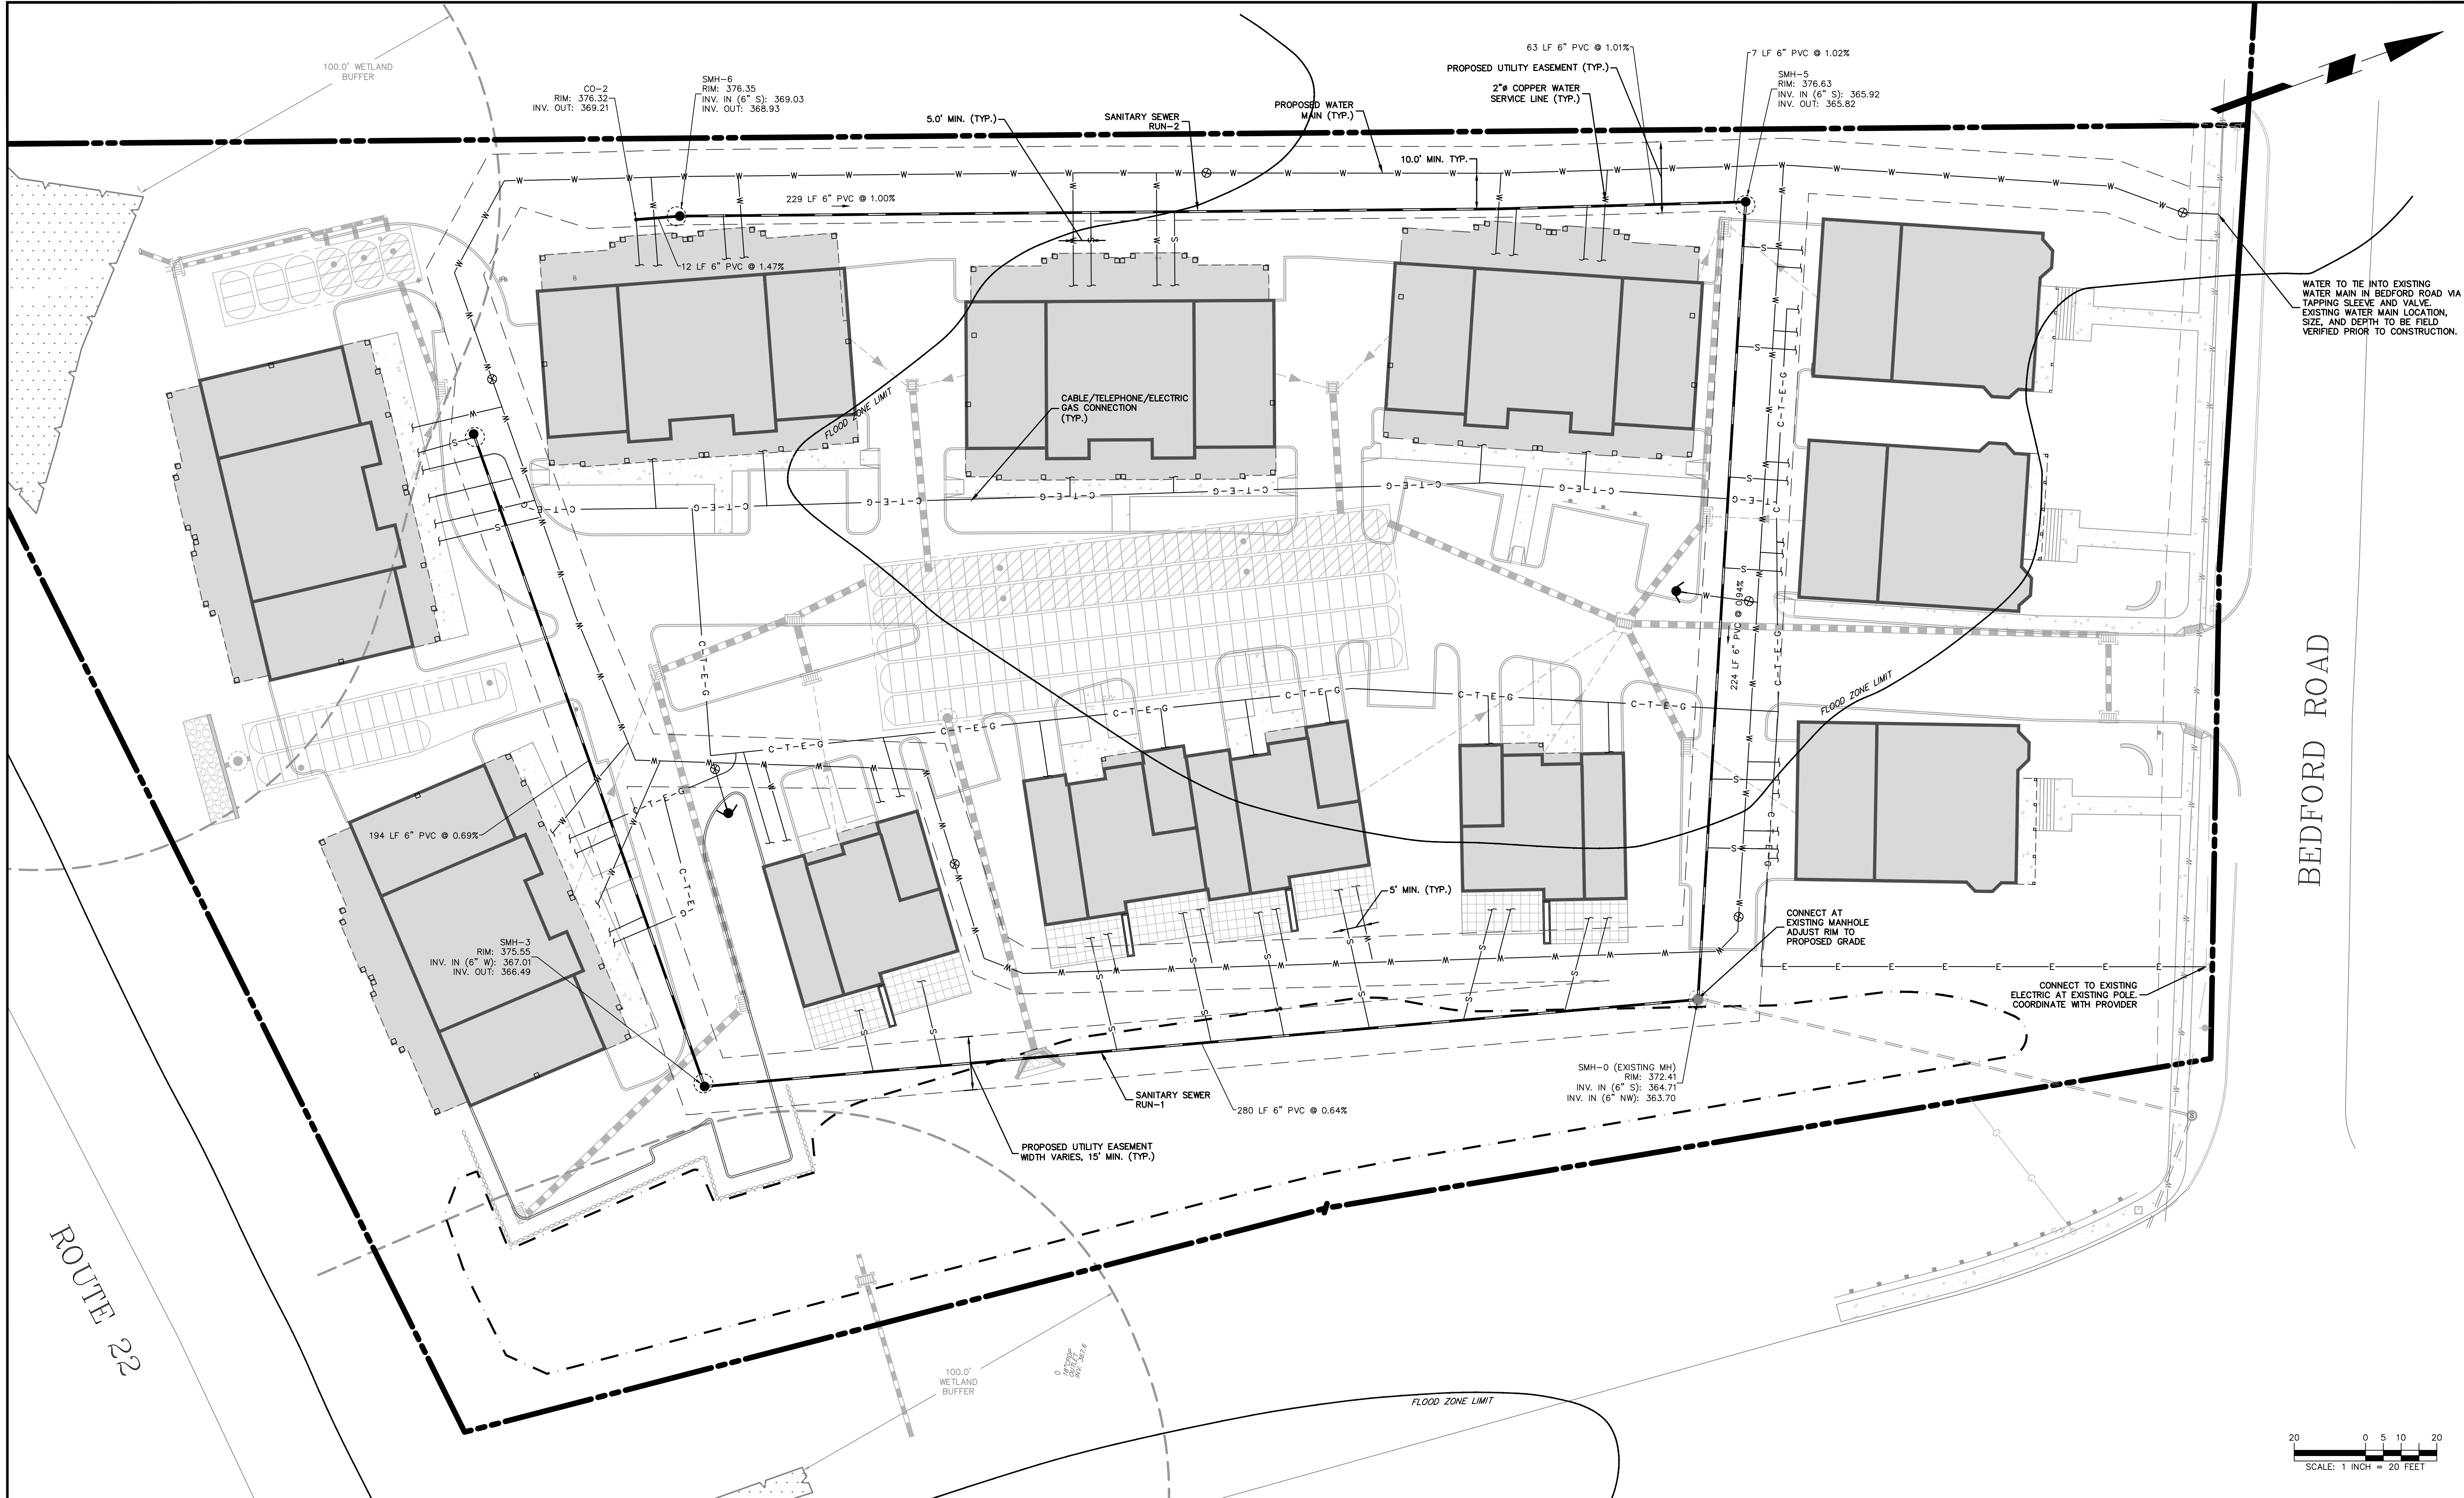 100.0' WETLAND
BUFFER
CO-2
RIM: 376.32
INV. OUT: 369.21
SMH-6
RIM: 376.35
INV. IN (6" S): 369.03
INV. OUT: 368.93
5.0' MIN. (TYP.)
SANITARY SEWER
RUN-2
PROPOSED WATER
MAIN (TYP.)
63 LF 6" PVC @ 1.01%
PROPOSED UTILITY EASEMENT (TYP.)
2"ø COPPER WATER
SERVICE LINE (TYP.)
10.0' MIN. TYP.
7 LF 6" PVC @ 1.02%
SMH-5
RIM: 376.63
INV. IN (6" S): 365.92
INV. OUT: 365.82
229 LF 6" PVC @ 1.00%
12 LF 6" PVC @ 1.47%
WATER TO TIE INTO EXISTING
WATER MAIN IN BEDFORD ROAD VIA
TAPPING SLEEVE AND VALVE.
EXISTING WATER MAIN LOCATION,
SIZE, AND DEPTH TO BE FIELD
VERIFIED PRIOR TO CONSTRUCTION.
FLOOD ZONE LIMIT
CABLE/TELEPHONE/ELECTRIC
GAS CONNECTION
(TYP.)
C-T-E-G
224 LF 6" PVC @ 0.94%
FLOOD ZONE LIMIT
BEDFORD ROAD
194 LF 6" PVC @ 0.69%
5' MIN. (TYP.)
SMH-3
RIM: 375.55
INV. IN (6" W): 367.01
INV. OUT: 366.49
CONNECT AT
EXISTING MANHOLE
ADJUST RIM TO
PROPOSED GRADE
CONNECT TO EXISTING
ELECTRIC AT EXISTING POLE.
COORDINATE WITH PROVIDER
SMH-0 (EXISTING MH)
RIM: 372.41
INV. IN (6" S): 364.71
INV. IN (6" NW): 363.70
SANITARY SEWER
RUN-1
280 LF 6" PVC @ 0.64%
PROPOSED UTILITY EASEMENT
WIDTH VARIES, 15' MIN. (TYP.)
ROUTE 22
100.0'
WETLAND
BUFFER
OUTLET
INV. 367.6
FLOOD ZONE LIMIT
20 0 5 10 20
SCALE: 1 INCH = 20 FEET